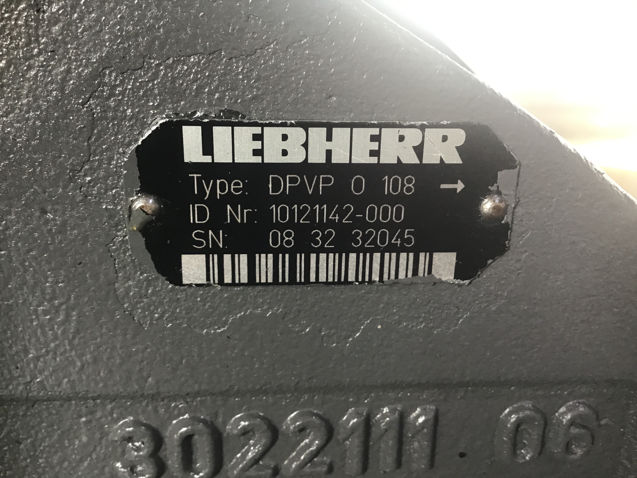 LIEBHERR
Type: DPVP O 108 →
ID Nr: 10121142-000
SN: 08 32 32045
3022111 06